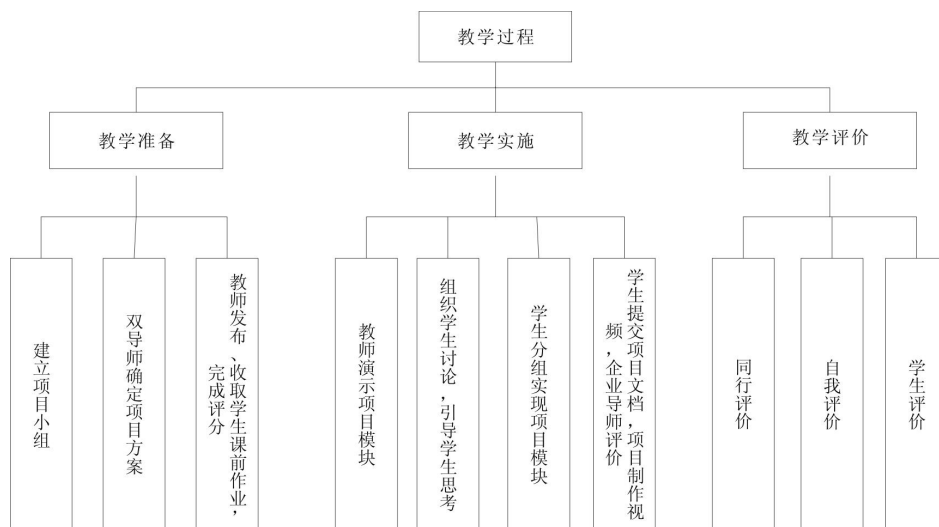 教学过程
教学准备
教学实施
教学评价
建立项目小组
双导师确定项目方案
教师发布、收取学生课前作业，
完成评分
教师演示项目模块
组织学生讨论，引导学生思考
学生分组实现项目模块
学生提交项目文档，项目制作视
频，企业导师评价
同行评价
自我评价
学生评价